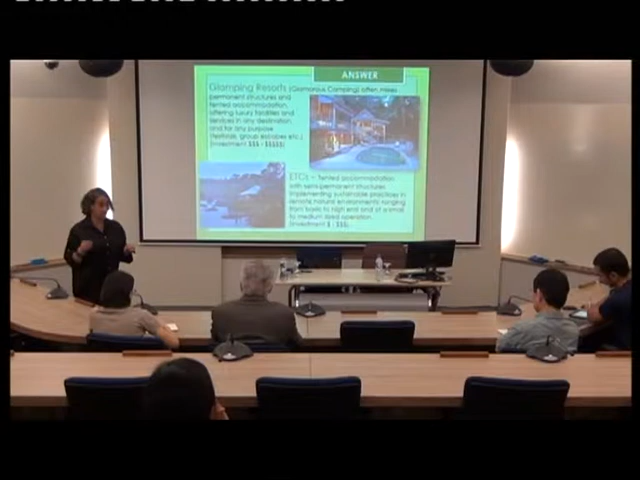 ANSWER
Glamping Resorts (Glamorous Camping) often mixes
permanent structures and
tented accommodation,
offering luxury facilities and
services in any destination
and for any purpose
(festivals, group, escapes etc.)
(Investment $$$ - $$$$$)
ETCs – tented accommodation
with semi-permanent structures
implementing sustainable practices in
remote natural environments ranging
from basic to high end and of
to medium sized operation.
(Investment $ - $$$)